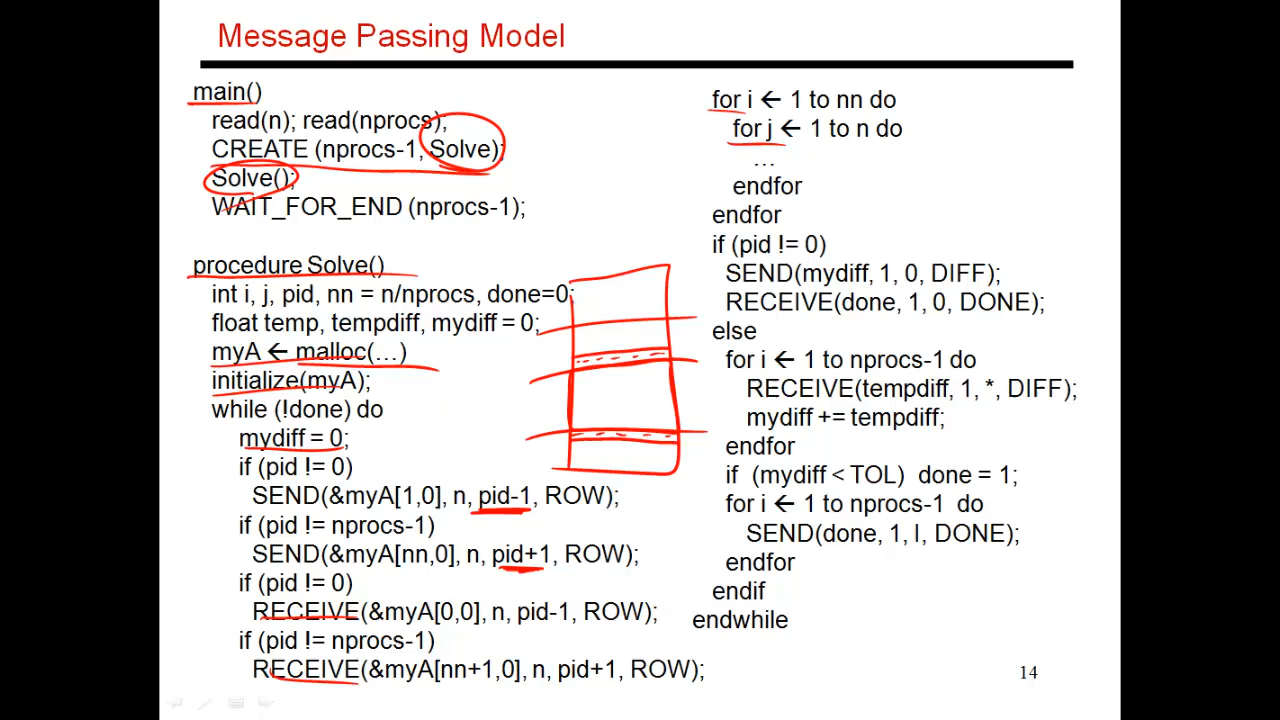 Message Passing Model
main()
read(n); read(nprocs);
CREATE (nprocs-1, Solve);
Solve();
WAIT_FOR_END (nprocs-1);
procedure Solve()
int i, j, pid, nn = n/nprocs, done=0;
float temp, tempdiff, mydiff = 0;
myA ← malloc(…)
initialize(myA);
while (!done) do
mydiff = 0;
if (pid != 0)
SEND(&myA[1,0], n, pid-1, ROW);
if (pid != nprocs-1)
SEND(&myA[nn,0], n, pid+1, ROW);
if (pid != 0)
RECEIVE(&myA[0,0], n, pid-1, ROW);
if (pid != nprocs-1)
RECEIVE(&myA[nn+1,0], n, pid+1, ROW);
for i ← 1 to nn do
for j ← 1 to n do
…
endfor
endfor
if (pid != 0)
SEND(mydiff, 1, 0, DIFF);
RECEIVE(done, 1, 0, DONE);
else
for i ← 1 to nprocs-1 do
RECEIVE(tempdiff, 1, *, DIFF);
mydiff += tempdiff;
endfor
if (mydiff < TOL) done = 1;
for i ← 1 to nprocs-1 do
SEND(done, 1, I, DONE);
endfor
endif
endwhile
14